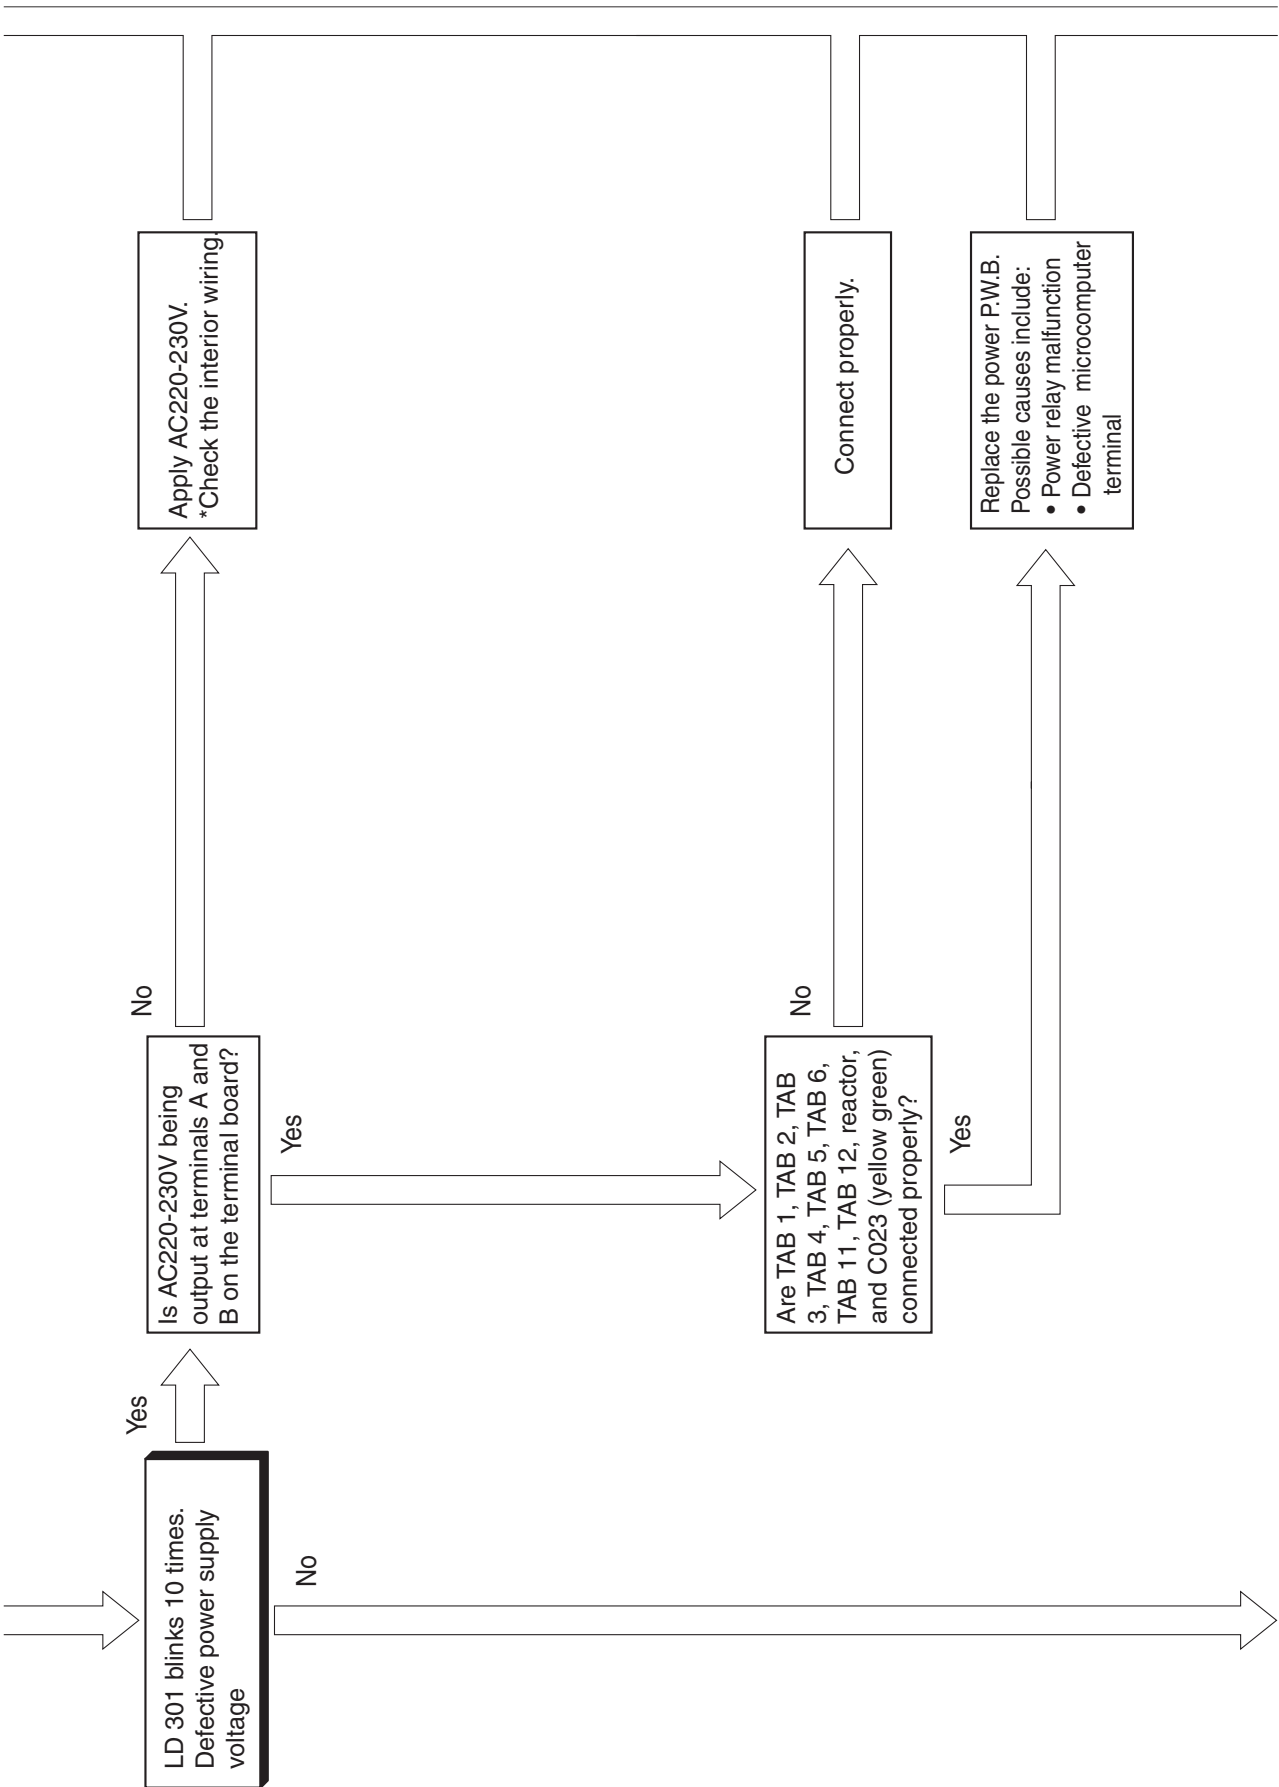 LD 301 blinks 10 times.
Defective power supply
voltage
Yes
No
Is AC220-230V being
output at terminals A and
B on the terminal board?
No
Yes
Apply AC220-230V.
*Check the interior wiring.
Are TAB 1, TAB 2, TAB
3, TAB 4, TAB 5, TAB 6,
TAB 11, TAB 12, reactor,
and C023 (yellow green)
connected properly?
No
Yes
Connect properly.
Replace the power P.W.B.
Possible causes include:
• Power relay malfunction
• Defective microcomputer
terminal